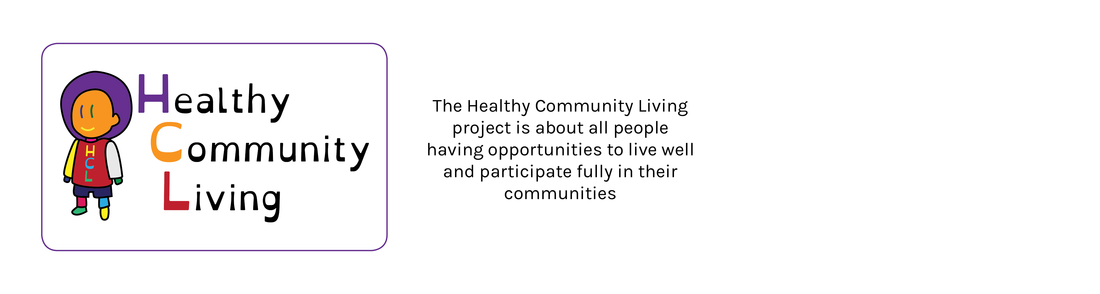 Healthy
Community
Living
H
C
L
The Healthy Community Living
project is about all people
having opportunities to live well
and participate fully in their
communities